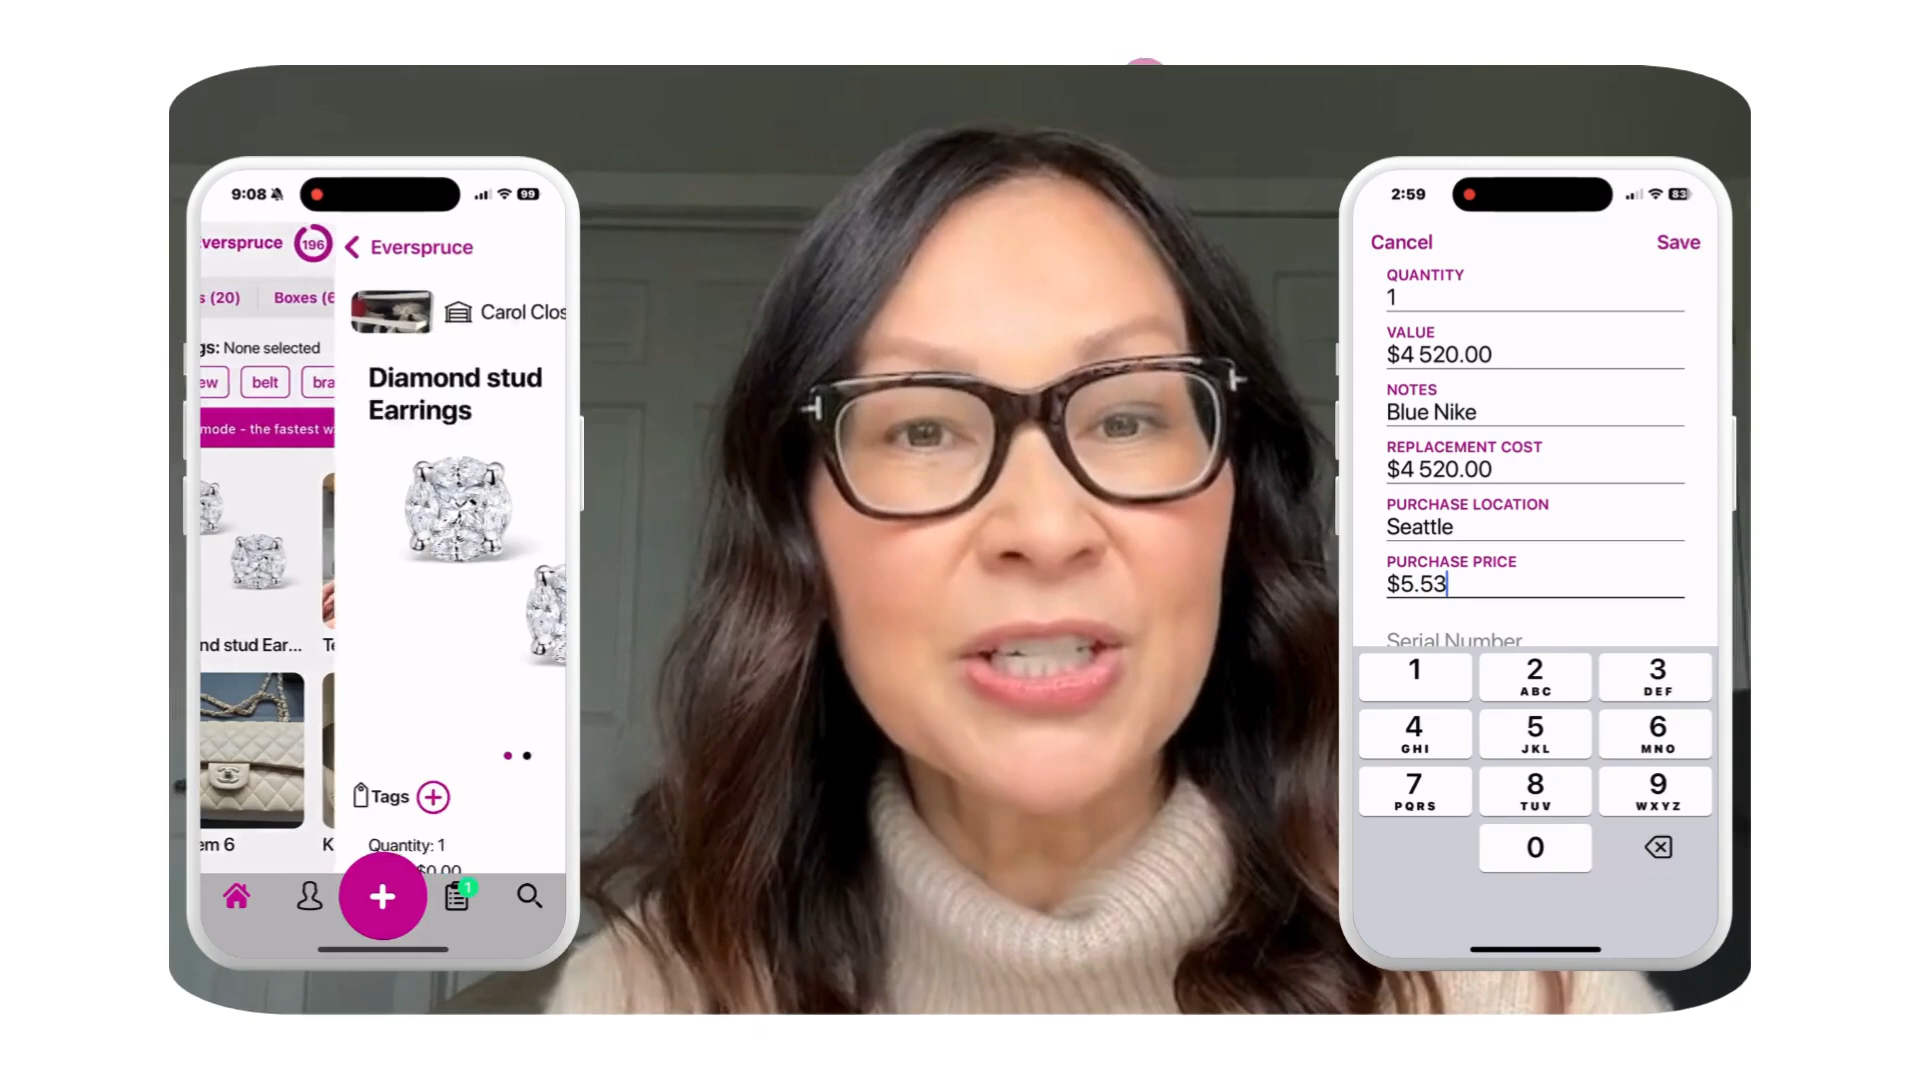 9:08
99
verspruce
196
Everspruce
s (20)
Boxes (6
Carol Clos
gs: None selected
ew
belt
bra
Diamond stud
Earrings
mode - the fastest w
nd stud Ear...
Te
em 6
K
Tags
Quantity: 1
$0.00
1
2:59
83
Cancel
Save
QUANTITY
1
VALUE
$4 520.00
NOTES
Blue Nike
REPLACEMENT COST
$4 520.00
PURCHASE LOCATION
Seattle
PURCHASE PRICE
$5.53
Serial Number
1
2
ABC
3
DEF
4
GHI
5
JKL
6
MNO
7
PQRS
8
TUV
9
WXYZ
0